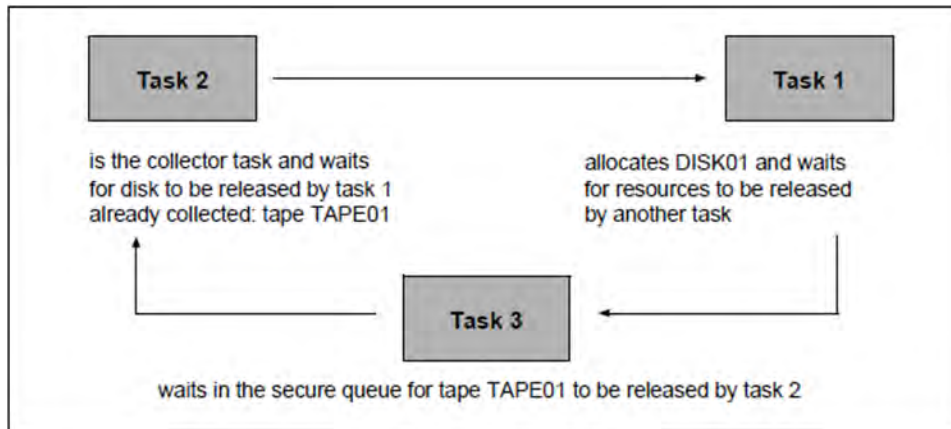 Task 2
Task 1
is the collector task and waits
for disk to be released by task 1
already collected: tape TAPE01
allocates DISK01 and waits
for resources to be released
by another task
Task 3
waits in the secure queue for tape TAPE01 to be released by task 2